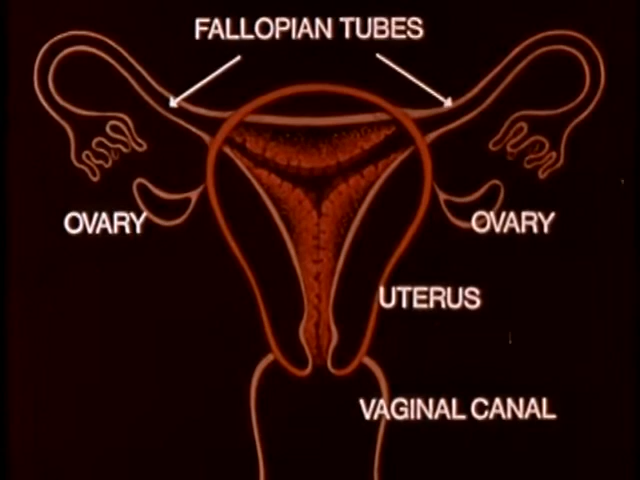 FALLOPIAN TUBES
OVARY
OVARY
UTERUS
VAGINAL CANAL